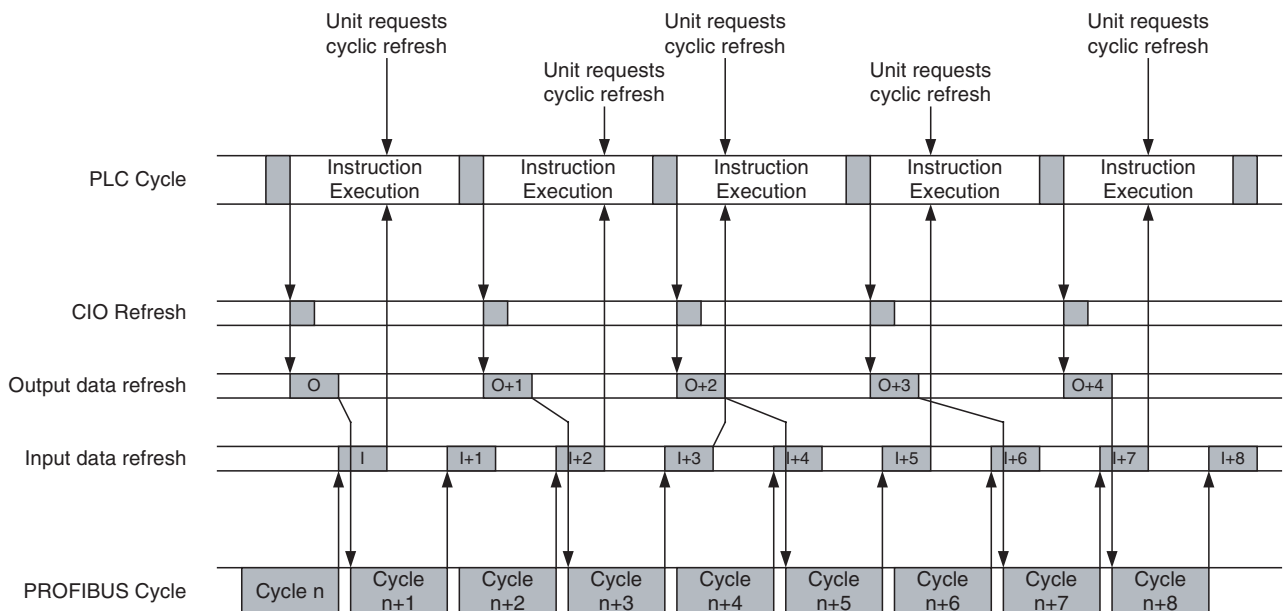 Unit requests
cyclic refresh
Unit requests
cyclic refresh
Unit requests
cyclic refresh
Unit requests
cyclic refresh
Unit requests
cyclic refresh
PLC Cycle
Instruction
Execution
Instruction
Execution
Instruction
Execution
Instruction
Execution
Instruction
Execution
CIO Refresh
Output data refresh
O
O+1
O+2
O+3
O+4
Input data refresh
I
I+1
I+2
I+3
I+4
I+5
I+6
I+7
I+8
PROFIBUS Cycle
Cycle n
Cycle
n+1
Cycle
n+2
Cycle
n+3
Cycle
n+4
Cycle
n+5
Cycle
n+6
Cycle
n+7
Cycle
n+8